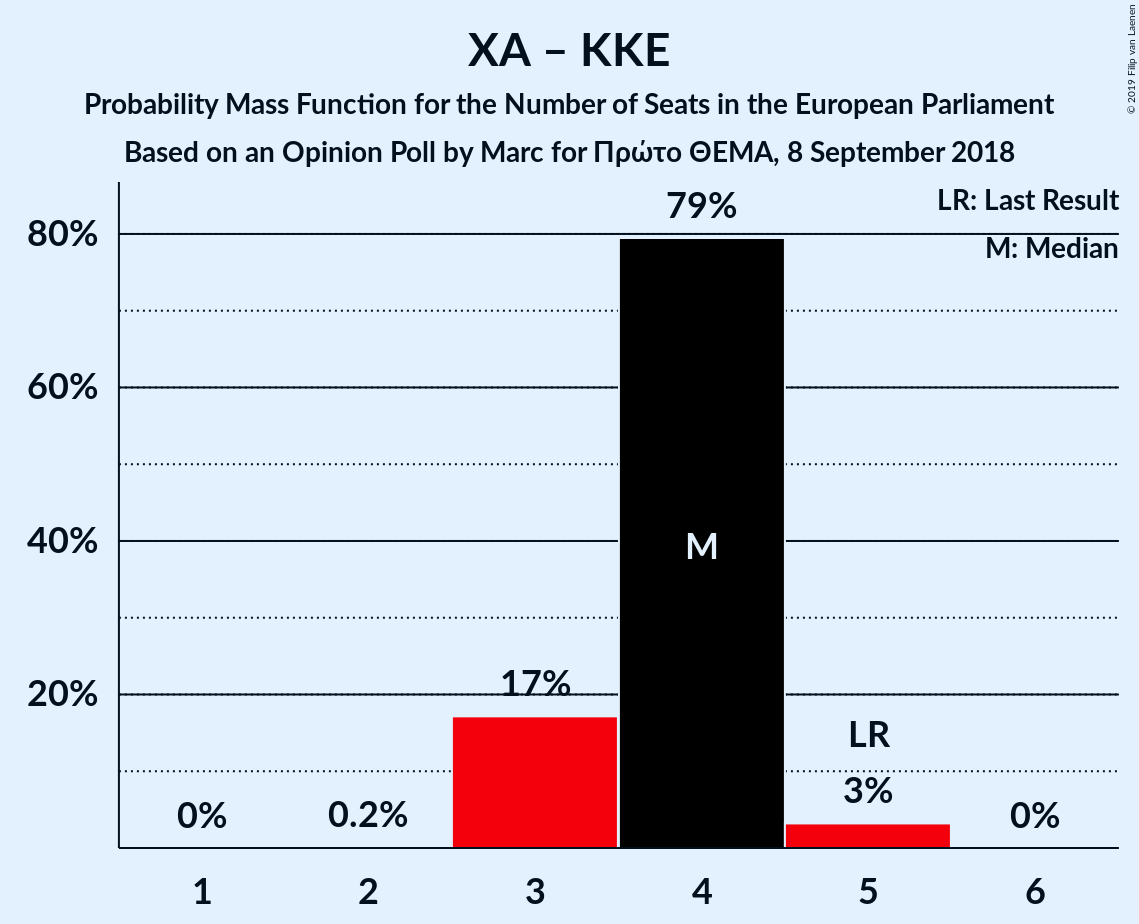 ΧΑ – ΚΚΕ
Probability Mass Function for the Number of Seats in the European Parliament
Based on an Opinion Poll by Marc for Πρώτο ΘΕΜΑ, 8 September 2018
© 2019 Filip van Laenen
LR: Last Result
M: Median
80%
60%
40%
20%
0%
0.2%
17%
79%
M
LR
3%
0%
1
2
3
4
5
6